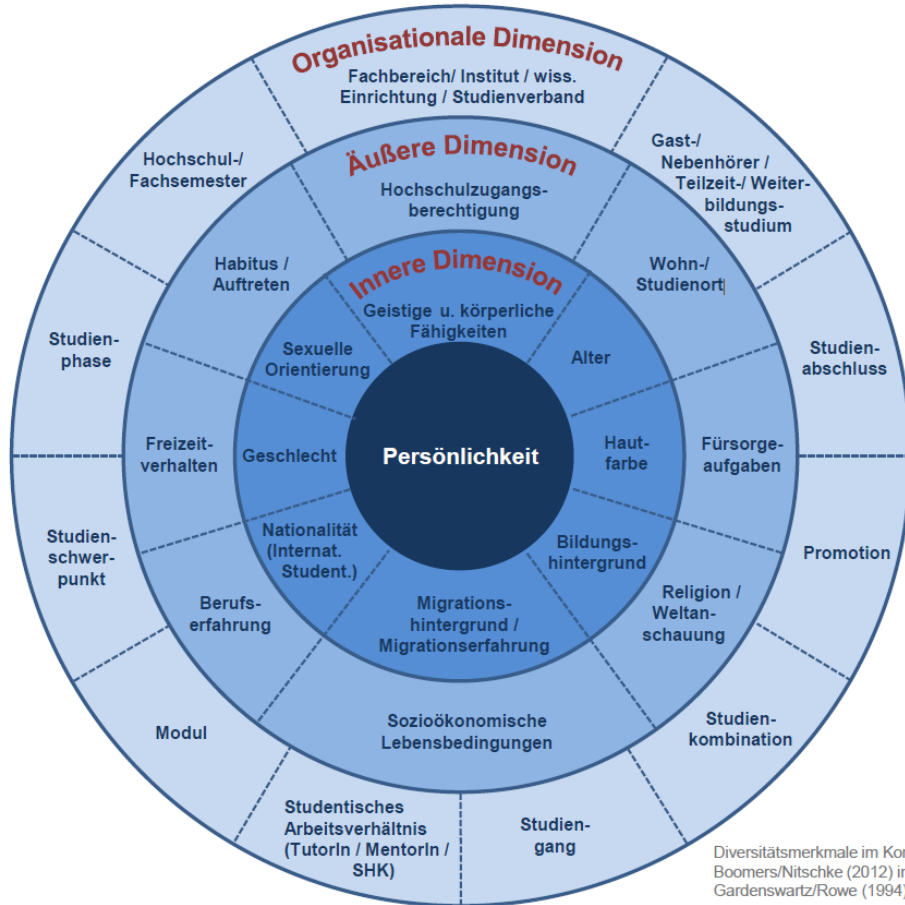 Organisationale Dimension
Fachbereich/ Institut / wiss.
Einrichtung / Studienverband
Gast-/
Nebenhörer /
Teilzeit-/ Weiter-
bildungs-
studium
Studien-
abschluss
Promotion
Studien-
kombination
Studien-
gang
Studentisches
Arbeitsverhältnis
(TutorIn / MentorIn /
SHK)
Modul
Studien-
schwer-
punkt
Studien-
phase
Hochschul-/
Fachsemester
Äußere Dimension
Hochschulzugangs-
berechtigung
Wohn-/
Studienort
Fürsorge-
aufgaben
Religion /
Weltan-
schauung
Sozioökonomische
Lebensbedingungen
Berufs-
erfahrung
Freizeit-
verhalten
Habitus /
Auftreten
Innere Dimension
Geistige u. körperliche
Fähigkeiten
Alter
Haut-
farbe
Bildungs-
hintergrund
Migrations-
hintergrund /
Migrationserfahrung
Nationalität
(Internat.
Student.)
Geschlecht
Sexuelle
Orientierung
Persönlichkeit
Diversitätsmerkmale im
Boomers/Nitschke (2012)
Gardenswartz/Rowe (1994)